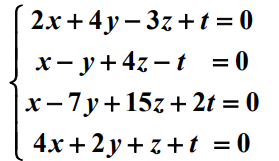 2x + 4y − 3z + t = 0
x − y + 4z − t = 0
x − 7y + 15z + 2t = 0
4x + 2y + z + t = 0